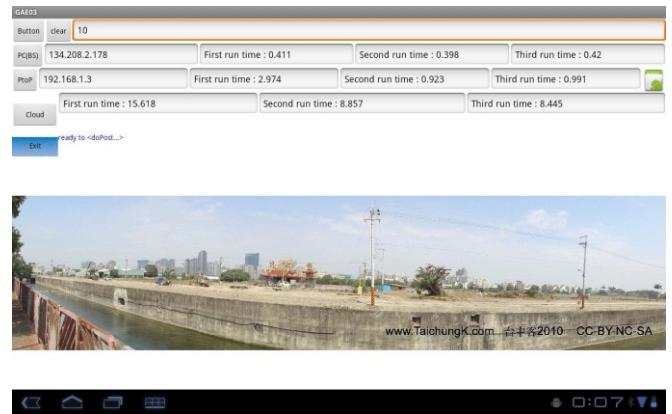 GAE03
Button clear 10
PC(BS) 134.208.2.178 First run time : 0.411 Second run time : 0.398 Third run time : 0.42
PtoP 192.168.1.3 First run time : 2.974 Second run time : 0.923 Third run time : 0.991
Cloud First run time : 15.618 Second run time : 8.857 Third run time : 8.445
Exit ready to <doPost...>
www.TaichungK.com 台中客2010 CC-BY-NC-SA
0:07